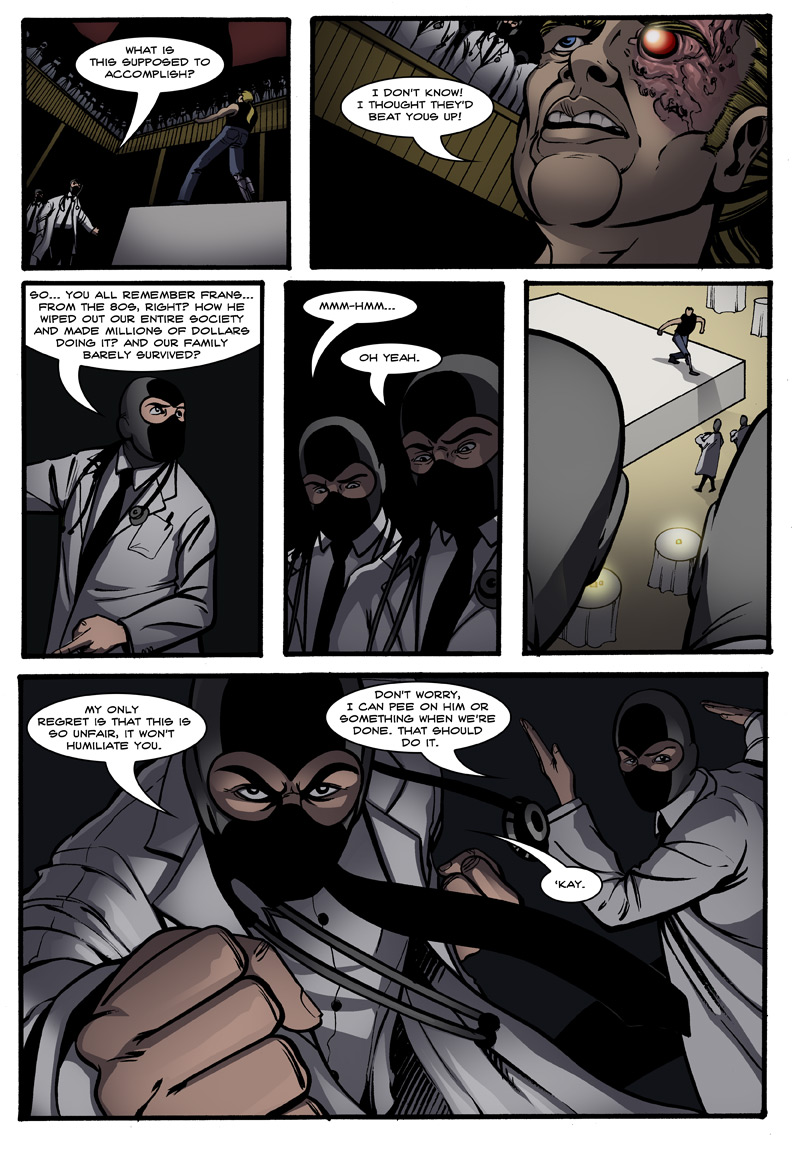 WHAT IS
THIS SUPPOSED TO
ACCOMPLISH?
I DON'T KNOW!
I THOUGHT THEY'D
BEAT YOUS UP!
SO... YOU ALL REMEMBER FRANS...
FROM THE 80S, RIGHT? HOW HE
WIPED OUT OUR ENTIRE SOCIETY
AND MADE MILLIONS OF DOLLARS
DOING IT? AND OUR FAMILY
BARELY SURVIVED?
MMM-HMM...
OH YEAH.
MY ONLY
REGRET IS THAT THIS IS
SO UNFAIR, IT WON'T
HUMILIATE YOU.
DON'T WORRY,
I CAN PEE ON HIM OR
SOMETHING WHEN WE'RE
DONE. THAT SHOULD
DO IT.
'KAY.